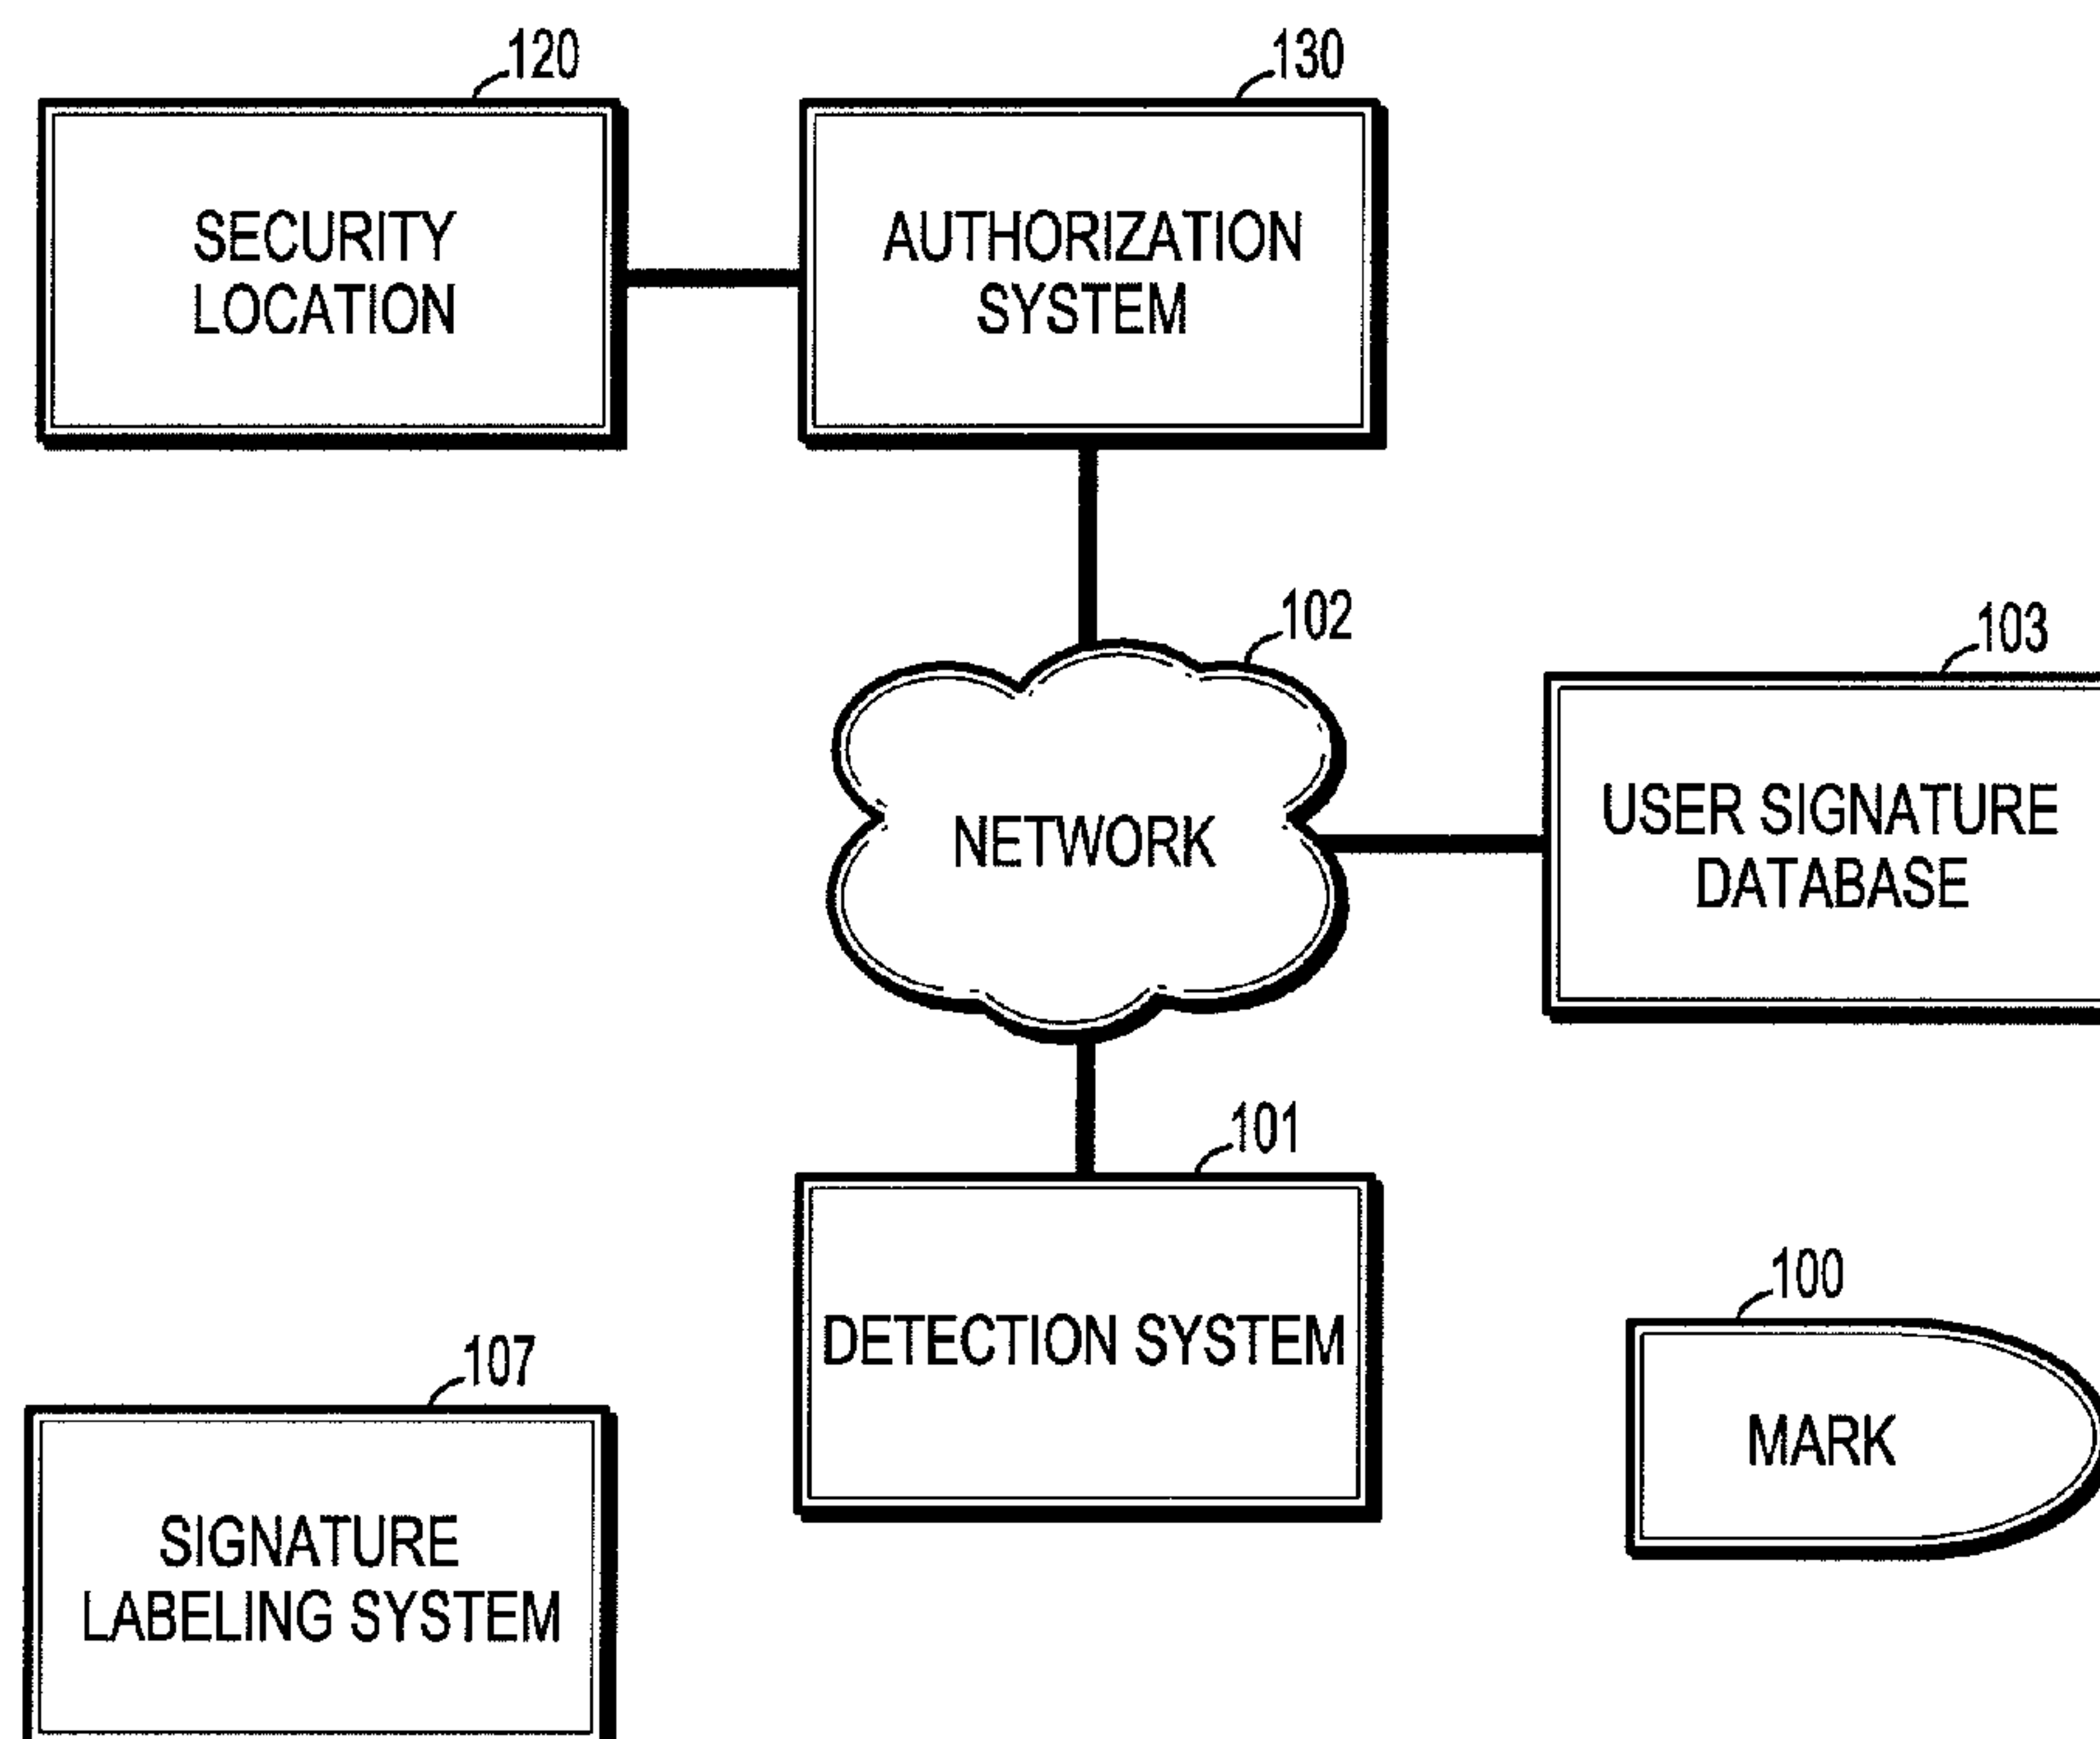 120
SECURITY
LOCATION
130
AUTHORIZATION
SYSTEM
102
NETWORK
103
USER SIGNATURE
DATABASE
101
DETECTION SYSTEM
100
MARK
107
SIGNATURE
LABELING SYSTEM